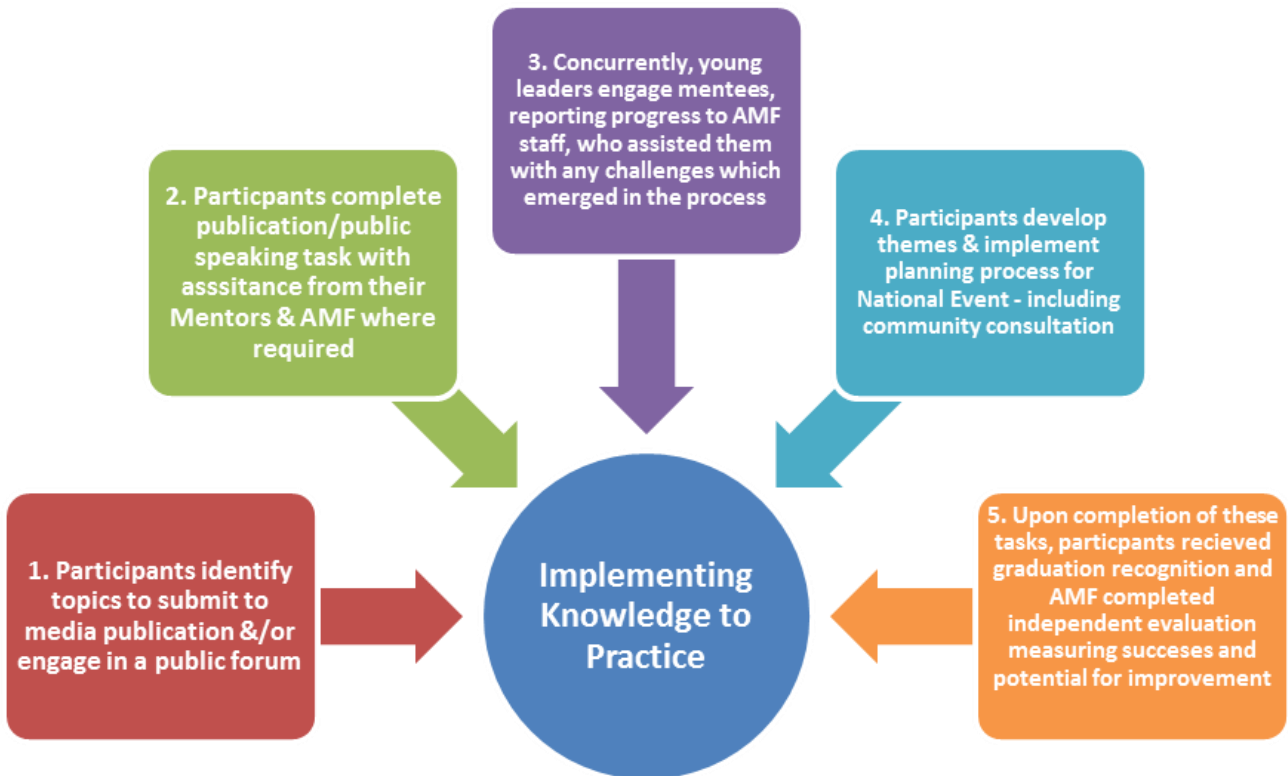 1. Participants identify
topics to submit to
media publication &/or
engage in a public forum
2. Particpants complete
publication/public
speaking task with
asssitance from their
Mentors & AMF where
required
3. Concurrently, young
leaders engage mentees,
reporting progress to AMF
staff, who assisted them
with any challenges which
emerged in the process
4. Participants develop
themes & implement
planning process for
National Event - including
community consultation
5. Upon completion of these
tasks, particpants recieved
graduation recognition and
AMF completed
independent evaluation
measuring succeses and
potential for improvement
Implementing
Knowledge to
Practice